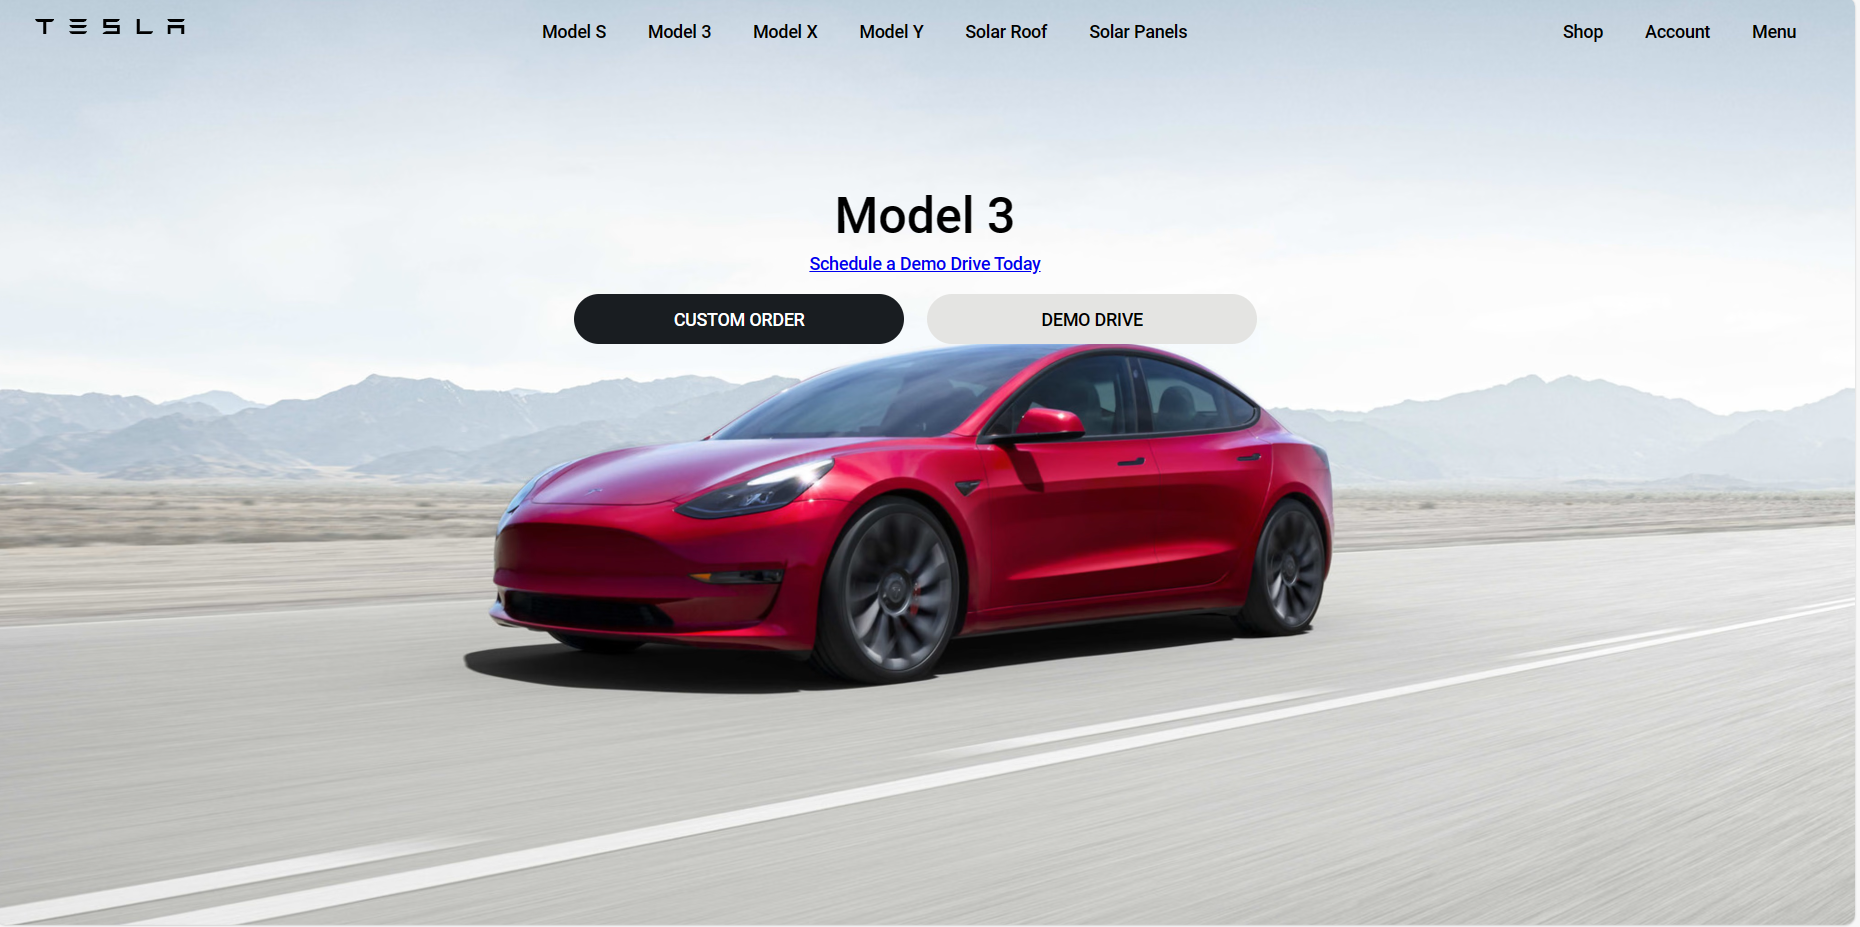 TESLA
Model S Model 3 Model X Model Y Solar Roof Solar Panels
Shop Account Menu
Model 3
Schedule a Demo Drive Today
CUSTOM ORDER
DEMO DRIVE